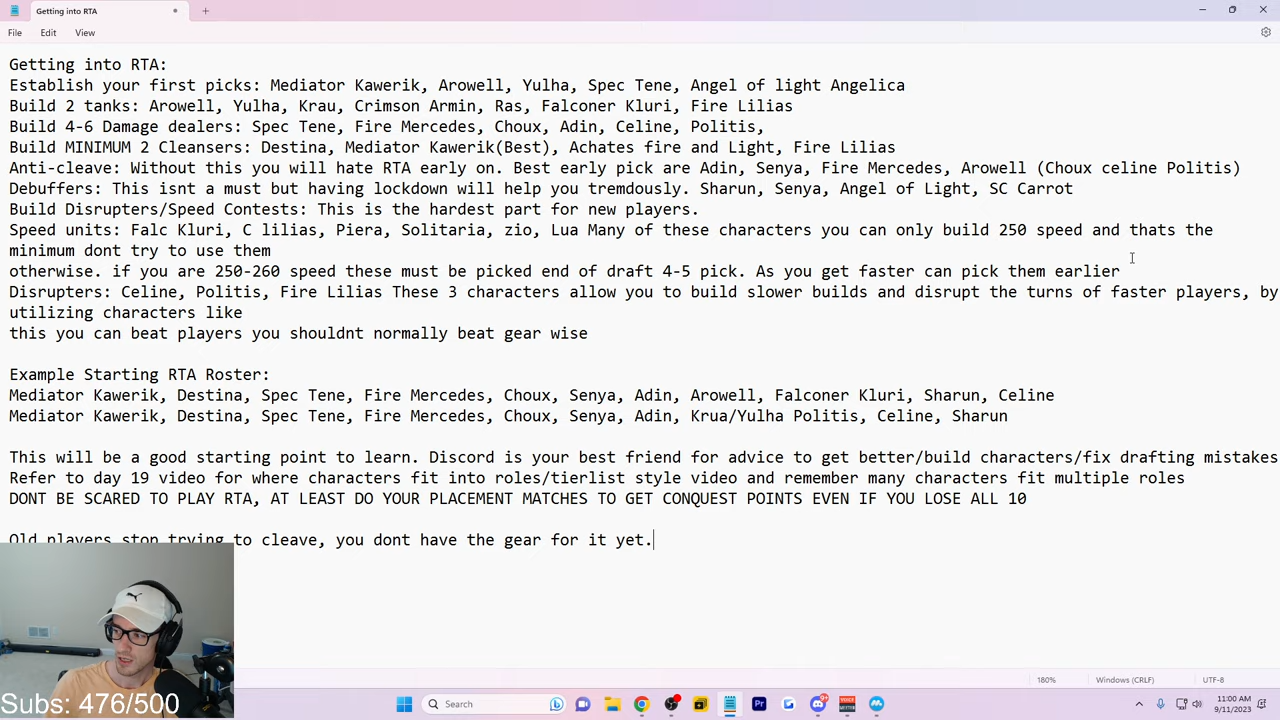 Getting into RTA
File
Edit
View
Getting into RTA:
Establish your first picks: Mediator Kawerik, Arowell, Yulha, Spec Tene, Angel of light Angelica
Build 2 tanks: Arowell, Yulha, Krau, Crimson Armin, Ras, Falconer Kluri, Fire Lilias
Build 4-6 Damage dealers: Spec Tene, Fire Mercedes, Choux, Adin, Celine, Politis,
Build MINIMUM 2 Cleansers: Destina, Mediator Kawerik(Best), Achates fire and Light, Fire Lilias
Anti-cleave: Without this you will hate RTA early on. Best early pick are Adin, Senya, Fire Mercedes, Arowell (Choux celine Politis)
Debuffers: This isnt a must but having lockdown will help you tremdously. Sharun, Senya, Angel of Light, SC Carrot
Build Disrupters/Speed Contests: This is the hardest part for new players.
Speed units: Falc Kluri, C lilias, Piera, Solitaria, zio, Lua Many of these characters you can only build 250 speed and thats the
minimum dont try to use them
otherwise. if you are 250-260 speed these must be picked end of draft 4-5 pick. As you get faster can pick them earlier
Disrupters: Celine, Politis, Fire Lilias These 3 characters allow you to build slower builds and disrupt the turns of faster players, by
utilizing characters like
this you can beat players you shouldnt normally beat gear wise
Example Starting RTA Roster:
Mediator Kawerik, Destina, Spec Tene, Fire Mercedes, Choux, Senya, Adin, Arowell, Falconer Kluri, Sharun, Celine
Mediator Kawerik, Destina, Spec Tene, Fire Mercedes, Choux, Senya, Adin, Krua/Yulha Politis, Celine, Sharun
This will be a good starting point to learn. Discord is your best friend for advice to get better/build characters/fix drafting mistakes
Refer to day 19 video for where characters fit into roles/tierlist style video and remember many characters fit multiple roles
DONT BE SCARED TO PLAY RTA, AT LEAST DO YOUR PLACEMENT MATCHES TO GET CONQUEST POINTS EVEN IF YOU LOSE ALL 10
Old players stop trying to cleave, you dont have the gear for it yet.
180%
Windows (CRLF)
UTF-8
Subs: 476/500
Search
11:00 AM
9/11/2023